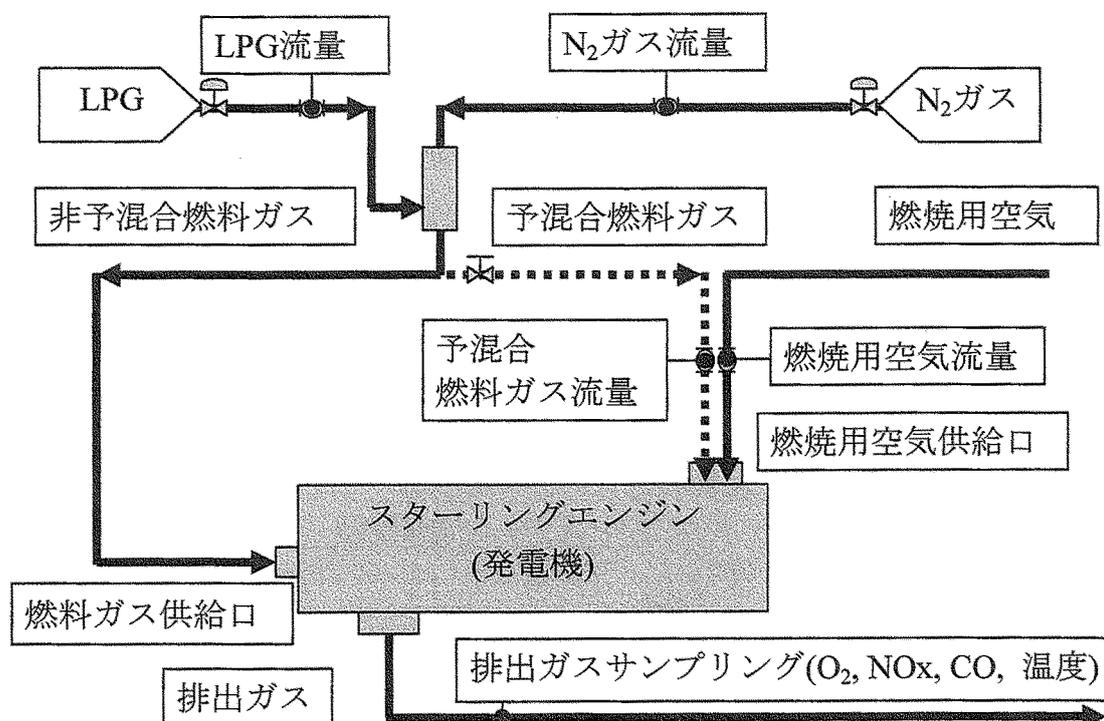 LPG流量
N₂ガス流量
LPG
N₂ガス
非予混合燃料ガス
予混合燃料ガス
燃焼用空気
予混合
燃料ガス流量
燃焼用空気流量
燃焼用空気供給口
スターリングエンジン
(発電機)
燃料ガス供給口
排出ガス
排出ガスサンプリング(O₂, NOx, CO, 温度)